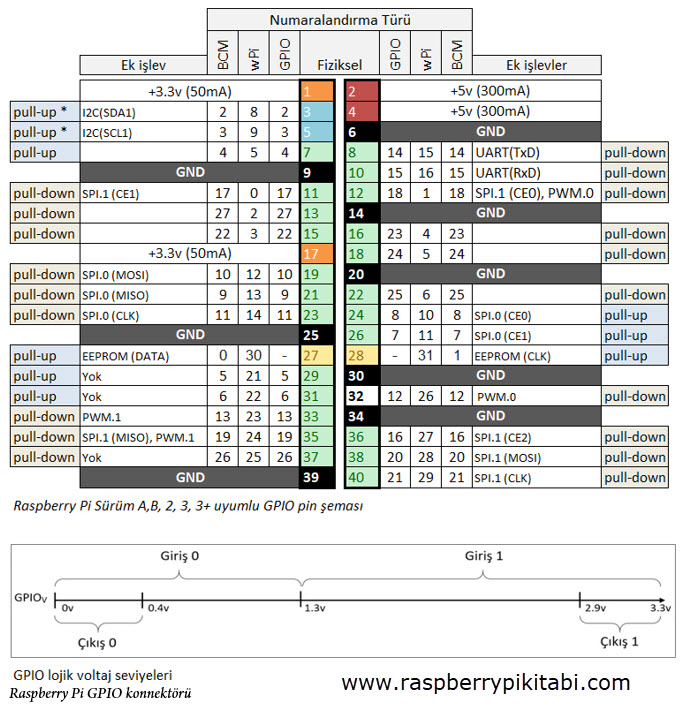 Numaralandırma Türü
Ek işlev BCM wPi GPIO Fiziksel GPIO wPi BCM Ek işlevler
+3.3v (50mA) 1 2 +5v (300mA)
pull-up * I2C(SDA1) 2 8 2 3 4 +5v (300mA)
pull-up * I2C(SCL1) 3 9 3 5 6 GND
pull-up 4 5 4 7 8 14 15 14 UART(TxD) pull-down
GND 9 10 15 16 15 UART(RxD) pull-down
pull-down SPI.1 (CE1) 17 0 17 11 12 18 1 18 SPI.1 (CE0), PWM.0 pull-down
pull-down 27 2 27 13 14 GND
pull-down 22 3 22 15 16 23 4 23 pull-down
+3.3v (50mA) 17 18 24 5 24 pull-down
pull-down SPI.0 (MOSI) 10 12 10 19 20 GND
pull-down SPI.0 (MISO) 9 13 9 21 22 25 6 25 pull-down
pull-down SPI.0 (CLK) 11 14 11 23 24 8 10 8 SPI.0 (CE0) pull-up
GND 25 26 7 11 7 SPI.0 (CE1) pull-up
pull-up EEPROM (DATA) 0 30 - 27 28 - 31 1 EEPROM (CLK) pull-up
pull-up Yok 5 21 5 29 30 GND
pull-up Yok 6 22 6 31 32 12 26 12 PWM.0 pull-down
pull-down PWM.1 13 23 13 33 34 GND
pull-down SPI.1 (MISO), PWM.1 19 24 19 35 36 16 27 16 SPI.1 (CE2) pull-down
pull-down Yok 26 25 26 37 38 20 28 20 SPI.1 (MOSI) pull-down
GND 39 40 21 29 21 SPI.1 (CLK) pull-down
Raspberry Pi Sürüm A,B, 2, 3, 3+ uyumlu GPIO pin şeması
Giriş 0 Giriş 1
GPIOv
0v 0.4v 1.3v 2.9v 3.3v
Çıkış 0 Çıkış 1
GPIO lojik voltaj seviyeleri
Raspberry Pi GPIO konnektörü
www.raspberrypikitabi.com